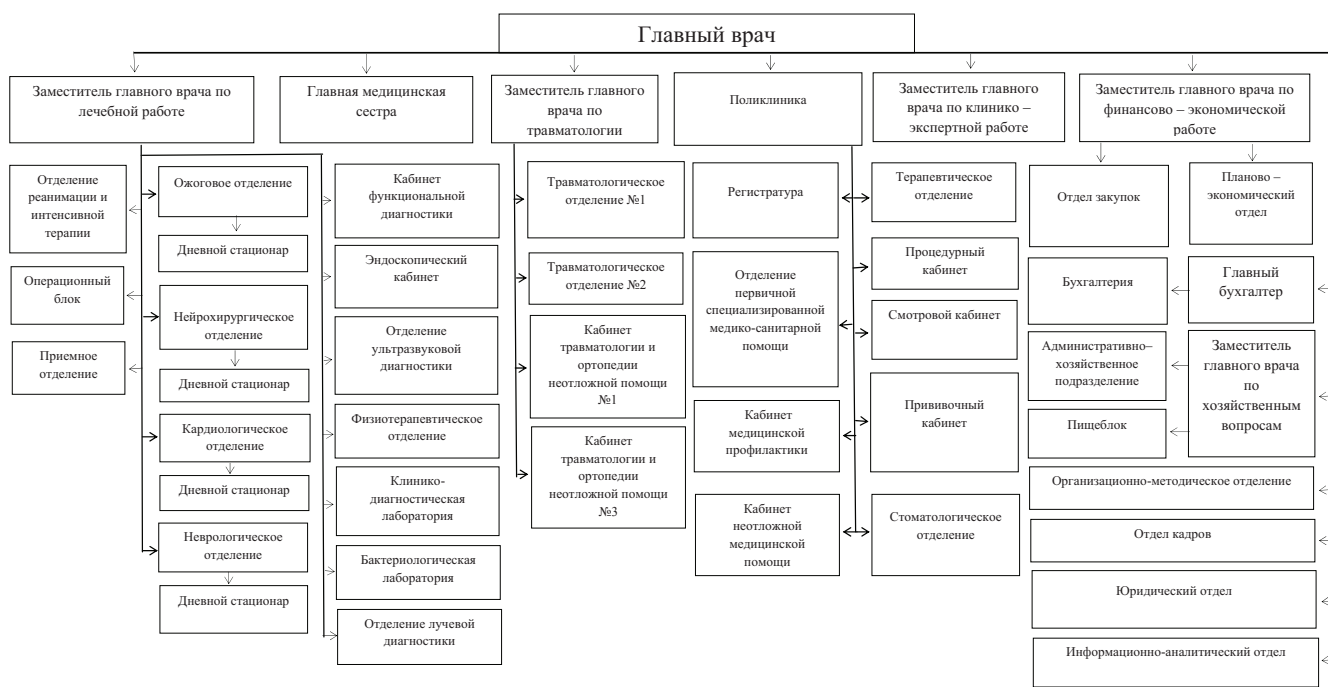 Главный врач
Заместитель главного врача по
лечебной работе
Главная медицинская
сестра
Заместитель главного
врача по
травматологии
Поликлиника
Заместитель главного
врача по клинико –
экспертной работе
Заместитель главного врача по
финансово – экономической
работе
Отделение
реанимации и
интенсивной
терапии
Операционный
блок
Приемное
отделение
Ожоговое отделение
Дневной стационар
Нейрохирургическое
отделение
Дневной стационар
Кардиологическое
отделение
Дневной стационар
Неврологическое
отделение
Дневной стационар
Кабинет
функциональной
диагностики
Эндоскопический
кабинет
Отделение
ультразвуковой
диагностики
Физиотерапевтическое
отделение
Клинико-
диагностическая
лаборатория
Бактериологическая
лаборатория
Отделение лучевой
диагностики
Травматологическое
отделение №1
Травматологическое
отделение №2
Кабинет
травматологии и
ортопедии
неотложной помощи
№1
Кабинет
травматологии и
ортопедии
неотложной помощи
№3
Регистратура
Отделение
первичной
специализированной
медико-санитарной
помощи
Кабинет
медицинской
профилактики
Кабинет
неотложной
медицинской
помощи
Терапевтическое
отделение
Процедурный
кабинет
Смотровой кабинет
Прививочный
кабинет
Стоматологическое
отделение
Отдел закупок
Планово –
экономический
отдел
Бухгалтерия
Главный
бухгалтер
Административно–
хозяйственное
подразделение
Пищеблок
Заместитель
главного врача
по
хозяйственным
вопросам
Организационно-методическое отделение
Отдел кадров
Юридический отдел
Информационно-аналитический отдел